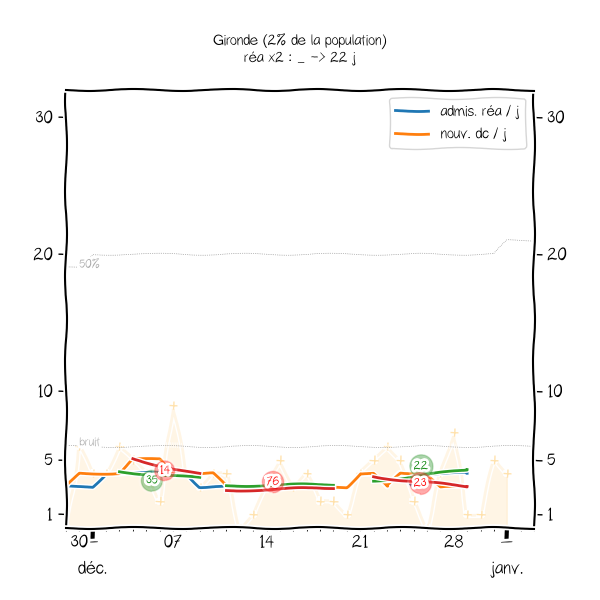 Gironde (2% de la population)
réa x2 : _ -> 22 j
admis. réa / j
nouv. dc / j
30 30
20 20
50%
10 10
bruit
5 5
22
14
35 76 23
1 1
30 07 14 21 28
déc. janv.